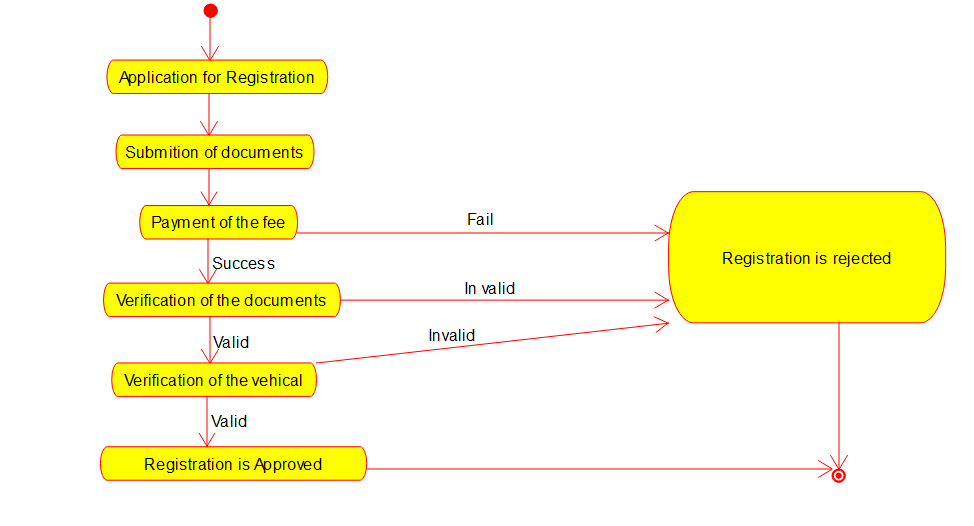 Application for Registration
Submition of documents
Payment of the fee
Fail
Registration is rejected
Success
Verification of the documents
In valid
Valid
Invalid
Verification of the vehical
Valid
Registration is Approved